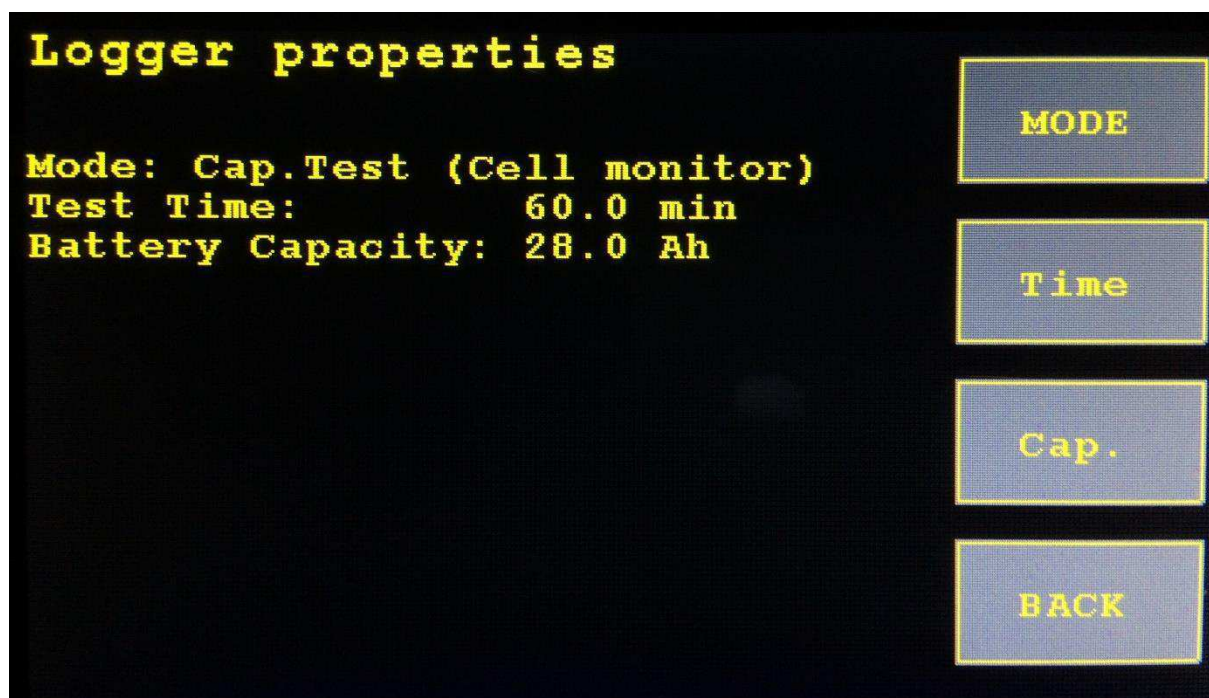 Logger properties
Mode: Cap.Test (Cell monitor)
Test Time: 60.0 min
Battery Capacity: 28.0 Ah
MODE
Time
Cap.
BACK